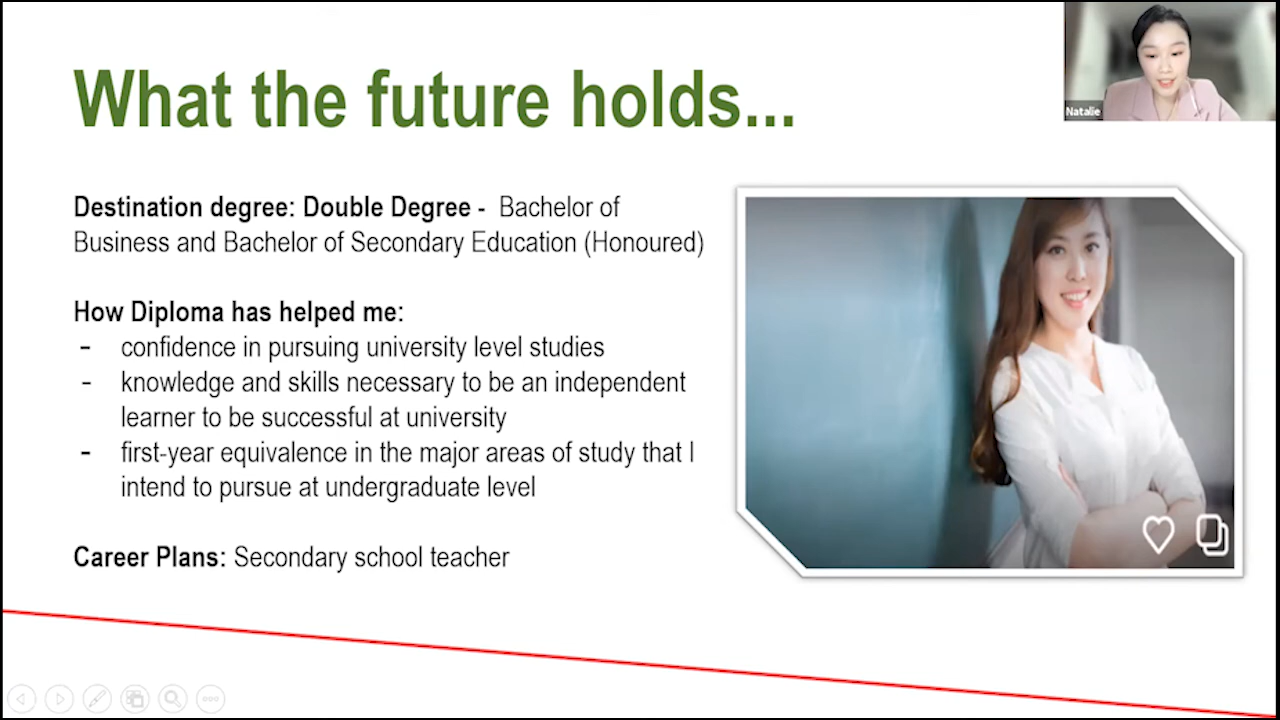 What the future holds...
Natalie
Destination degree: Double Degree - Bachelor of
Business and Bachelor of Secondary Education (Honoured)
How Diploma has helped me:
- confidence in pursuing university level studies
- knowledge and skills necessary to be an independent
learner to be successful at university
- first-year equivalence in the major areas of study that I
intend to pursue at undergraduate level
Career Plans: Secondary school teacher